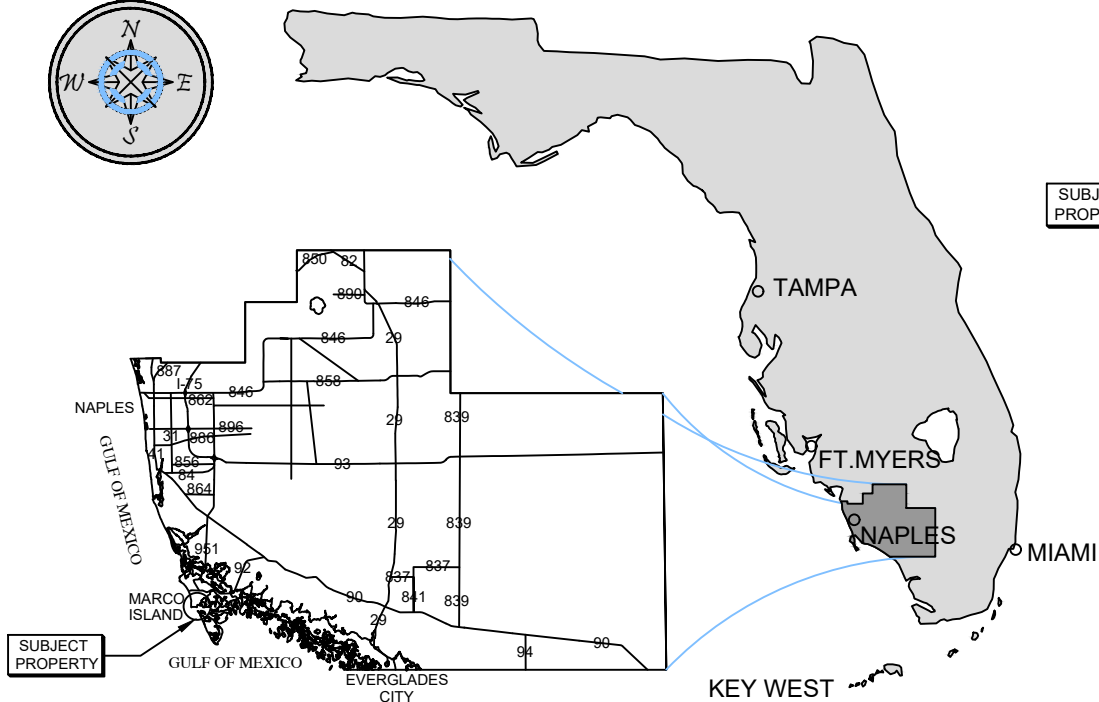 N
W
E
S
SUBJ
PROP
TAMPA
FT.MYERS
NAPLES
MIAMI
KEY WEST
850
82
890
846
846
29
887
I-75
846
858
862
NAPLES
839
29
896
31
886
41
856
93
84
864
GULF OF MEXICO
29
839
951
92
837
837
MARCO
ISLAND
90
841
839
29
SUBJECT
PROPERTY
GULF OF MEXICO
94
90
EVERGLADES
CITY